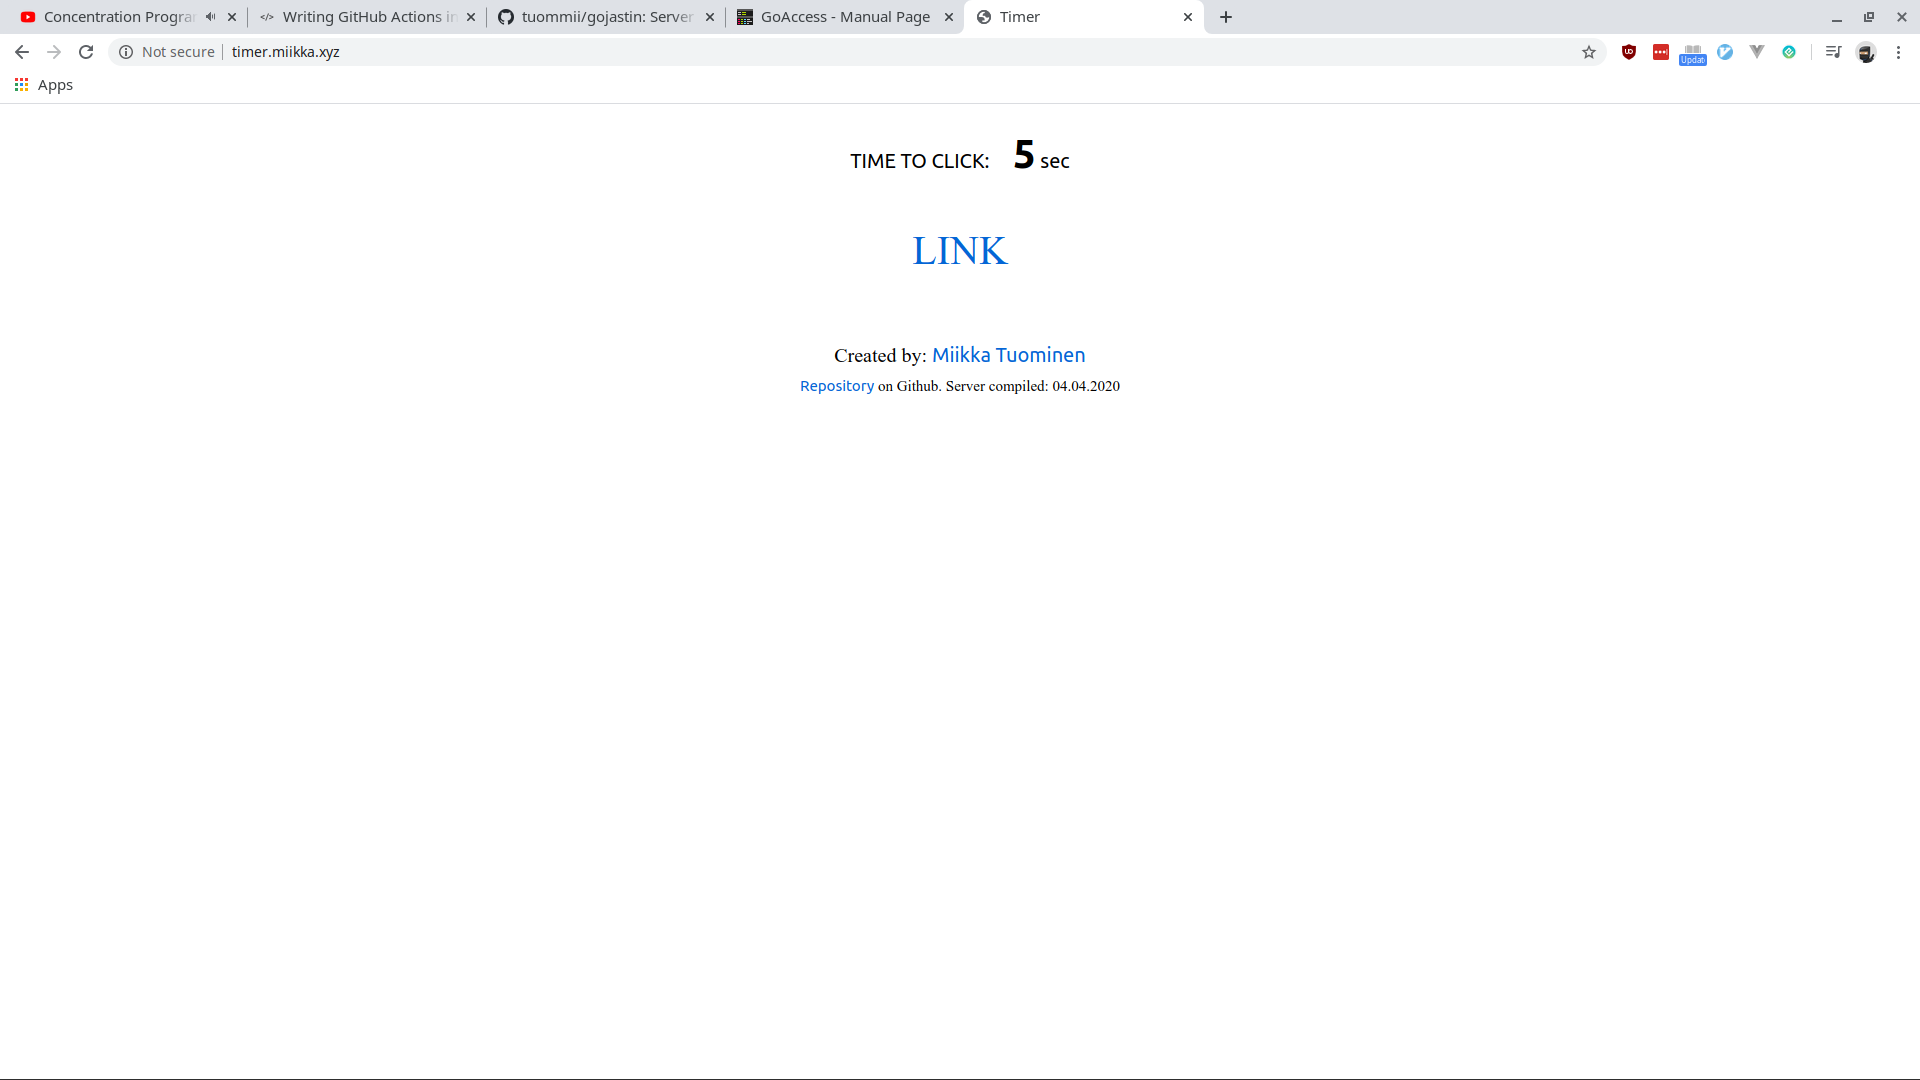 Concentration Progra
Writing GitHub Actions in
tuommii/gojastin: Server
GoAccess - Manual Page
Timer
Not secure
timer.miikka.xyz
Updat
Apps
TIME TO CLICK: 5 sec
LINK
Created by: Miikka Tuominen
Repository on Github. Server compiled: 04.04.2020